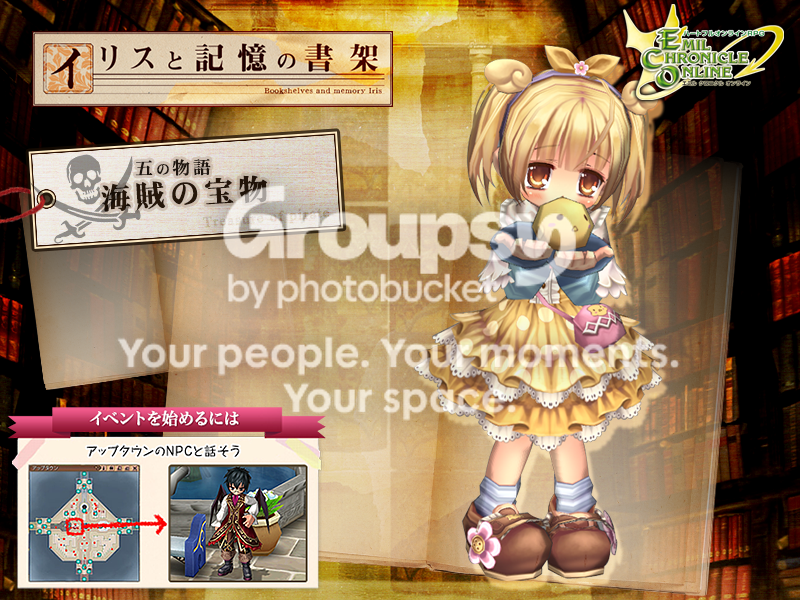 イリスと記憶の書架
Bookshelves and memory Iris
ハートフルオンラインRPG
EMIL
CHRONICLE
ONLINE
エミル クロニクル オンライン
五の物語
海賊の宝物
Treasure of
Groupsy
by photobucket
Your people. Your moments.
Your space.
イベントを始めるには
アップタウンのNPCと話そう
アップタウン